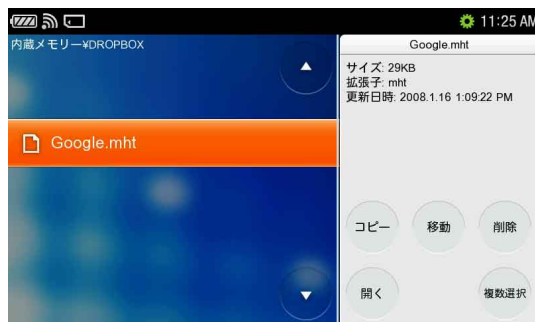 11:25 AM
内蔵メモリー¥DROPBOX
Google.mht
Google.mht
サイズ: 29KB
拡張子: mht
更新日時: 2008.1.16 1:09:22 PM
コピー
移動
削除
開く
複数選択